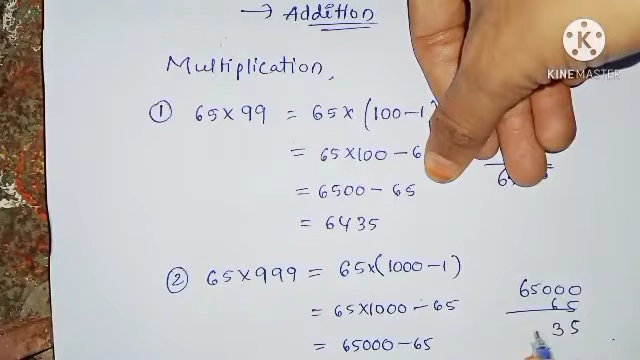 → Addition
KINEMASTER
Multiplication,
① 65 × 99 = 65 × (100 - 1)
= 65 × 100 - 6
= 6500 - 65
= 6435
② 65 × 999 = 65 × (1000 - 1)
= 65 × 1000 - 65
= 65000 - 65
65000
65
35